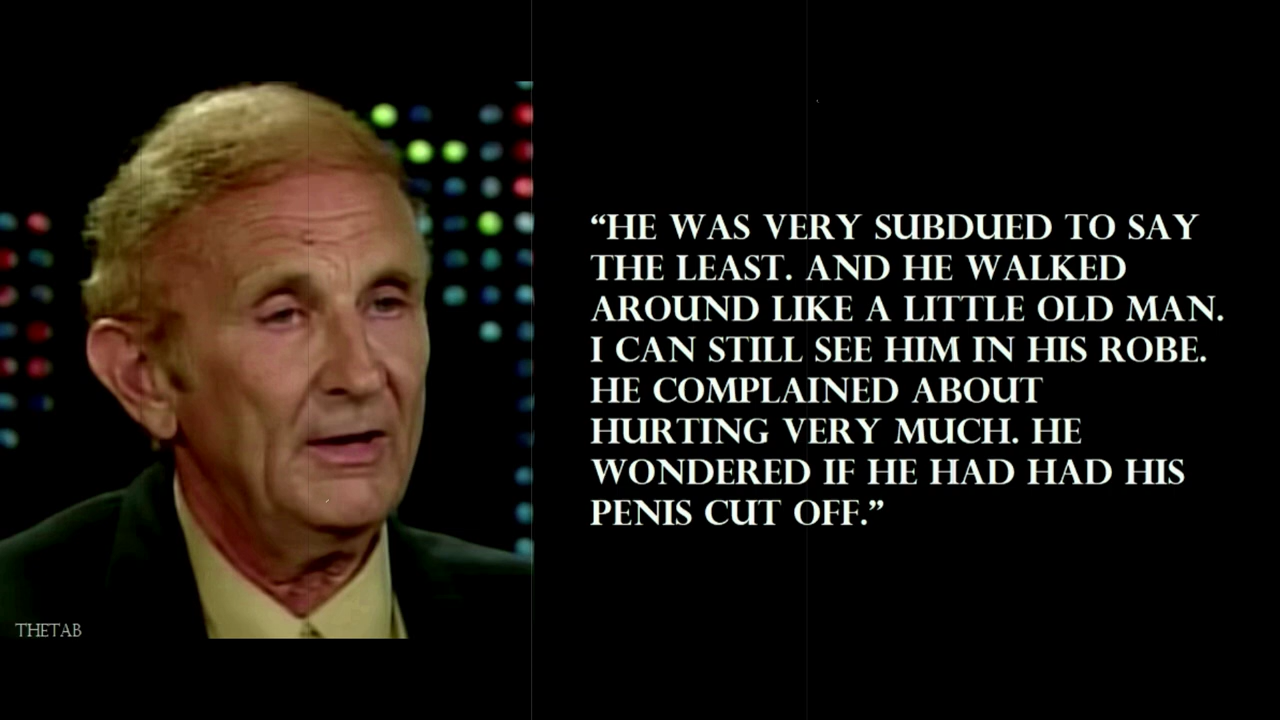 “HE WAS VERY SUBDUED TO SAY
THE LEAST. AND HE WALKED
AROUND LIKE A LITTLE OLD MAN.
I CAN STILL SEE HIM IN HIS ROBE.
HE COMPLAINED ABOUT
HURTING VERY MUCH. HE
WONDERED IF HE HAD HAD HIS
PENIS CUT OFF.”
THETAB